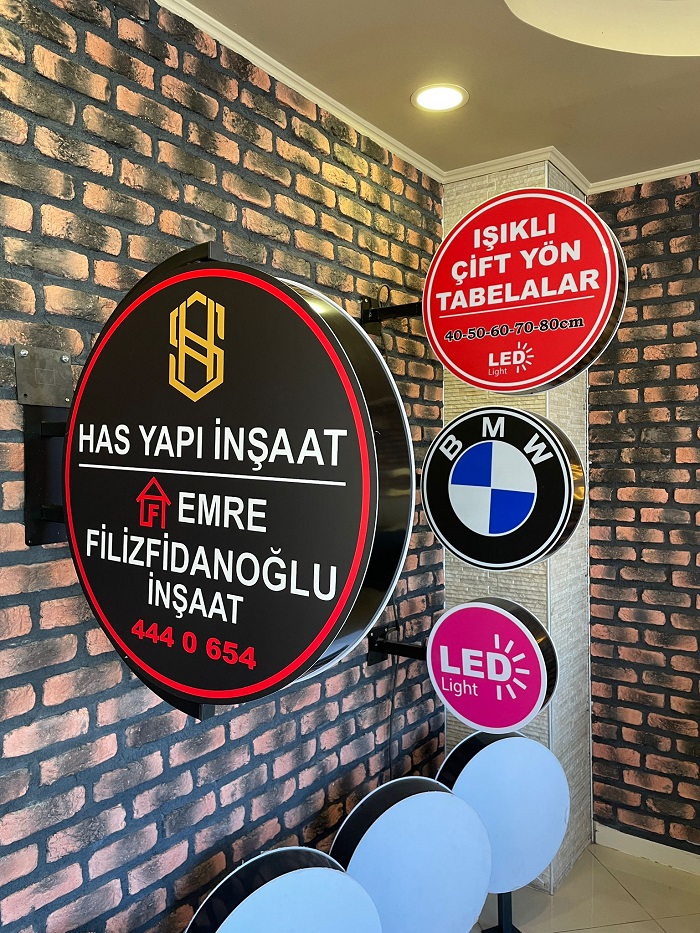 HAS YAPI İNŞAAT
EMRE
FİLİZFİDANOĞLU
İNŞAAT
444 0 654
IŞIKLI
ÇİFT YÖN
TABELALAR
40-50-60-70-80cm
LED
Light
BMW
LED
Light